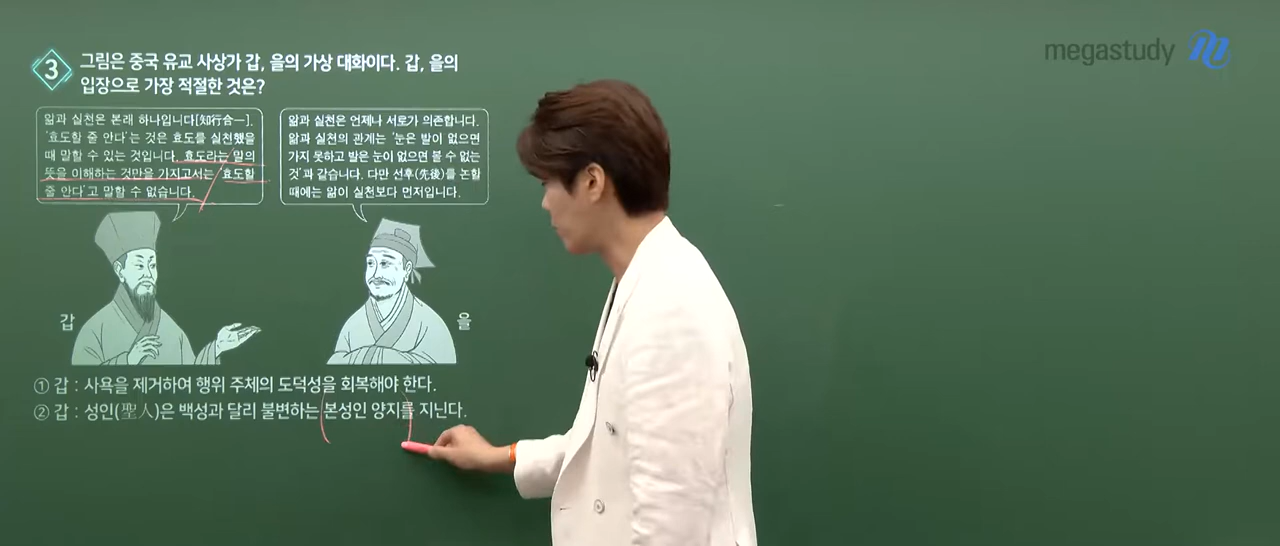 megastudy
3
그림은 중국 유교 사상가 갑, 을의 가상 대화이다. 갑, 을의
입장으로 가장 적절한 것은?
앎과 실천은 본래 하나입니다[知行合一].
'효도할 줄 안다'는 것은 효도를 실천했을
때 말할 수 있는 것입니다. 효도라는 말의
뜻을 이해하는 것만을 가지고서는 '효도할
줄 안다'고 말할 수 없습니다.
앎과 실천은 언제나 서로가 의존합니다.
앎과 실천의 관계는 '눈은 발이 없으면
가지 못하고 발은 눈이 없으면 볼 수 없는
것'과 같습니다. 다만 선후(先後)를 논할
때에는 앎이 실천보다 먼저입니다.
갑
을
① 갑 : 사욕을 제거하여 행위 주체의 도덕성을 회복해야 한다.
② 갑 : 성인(聖人)은 백성과 달리 불변하는 본성인 양지를 지닌다.